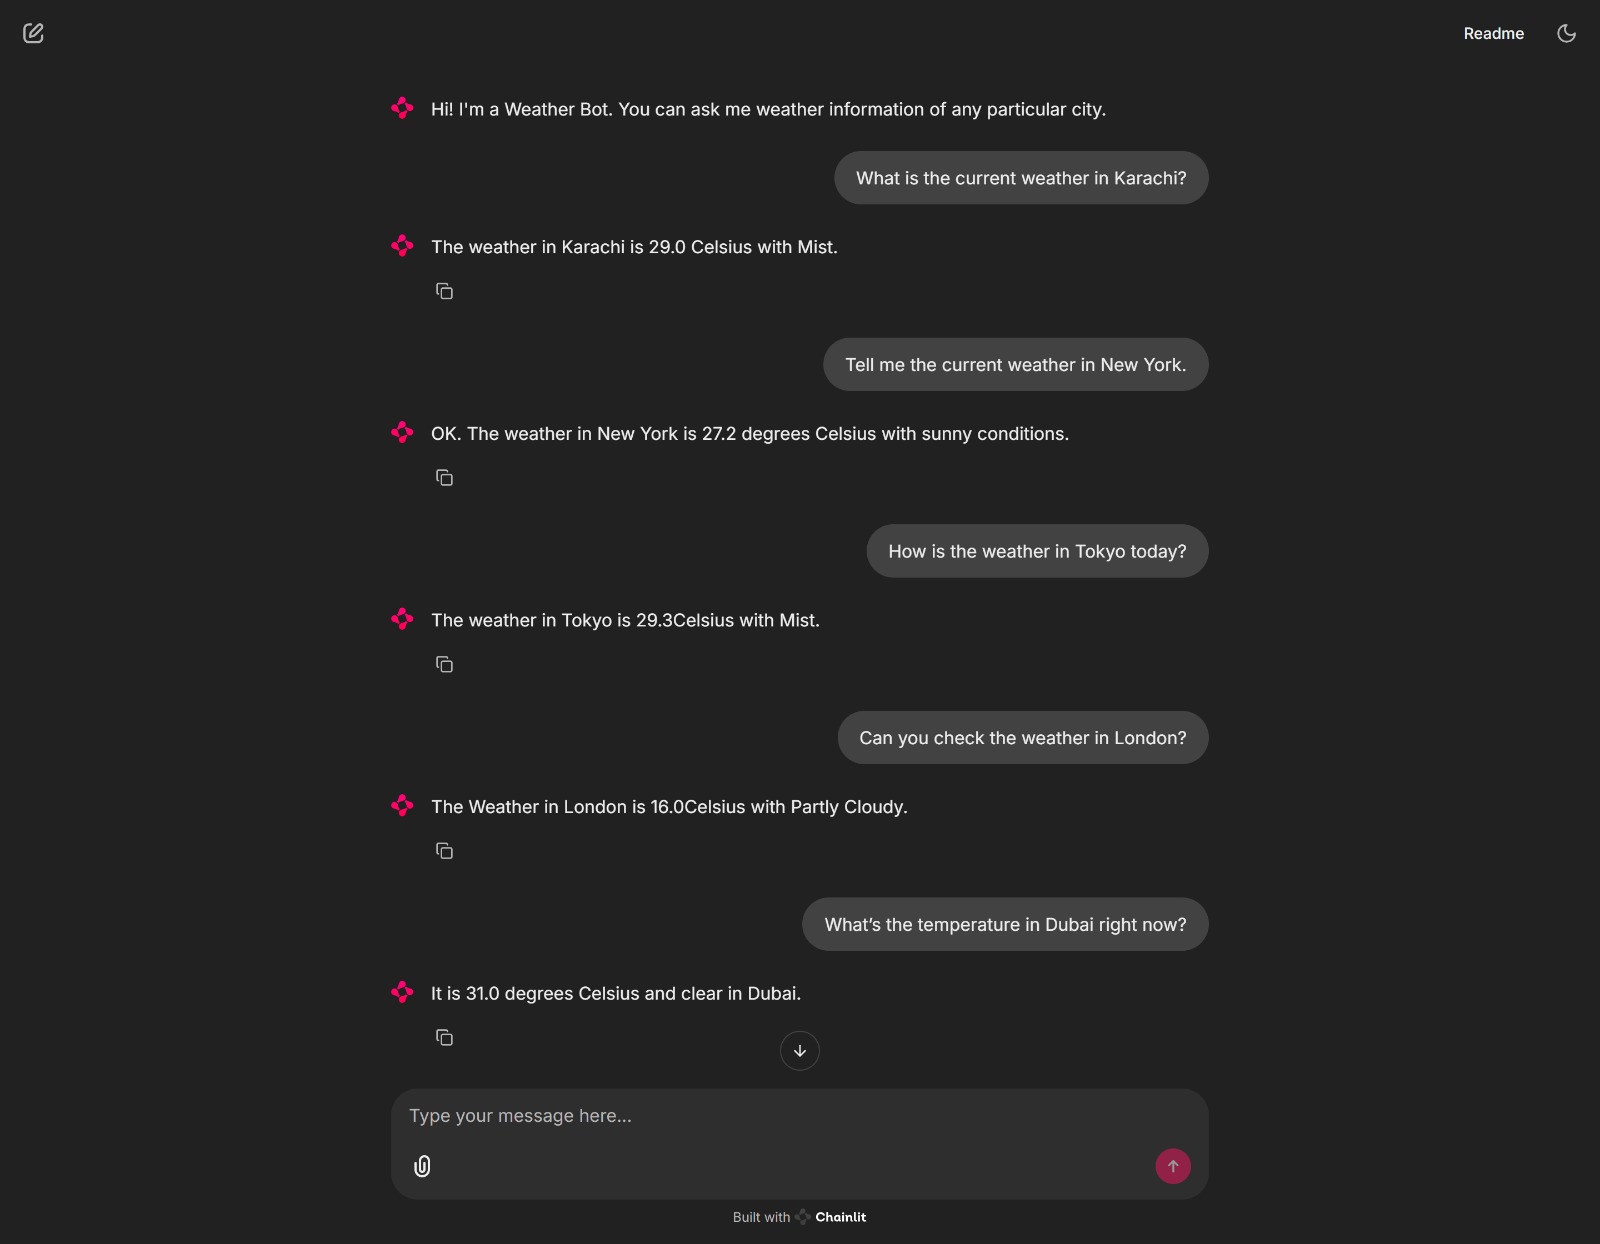 Readme
Hi! I'm a Weather Bot. You can ask me weather information of any particular city.
What is the current weather in Karachi?
The weather in Karachi is 29.0 Celsius with Mist.
Tell me the current weather in New York.
OK. The weather in New York is 27.2 degrees Celsius with sunny conditions.
How is the weather in Tokyo today?
The weather in Tokyo is 29.3Celsius with Mist.
Can you check the weather in London?
The Weather in London is 16.0Celsius with Partly Cloudy.
What’s the temperature in Dubai right now?
It is 31.0 degrees Celsius and clear in Dubai.
Type your message here...
Built with Chainlit